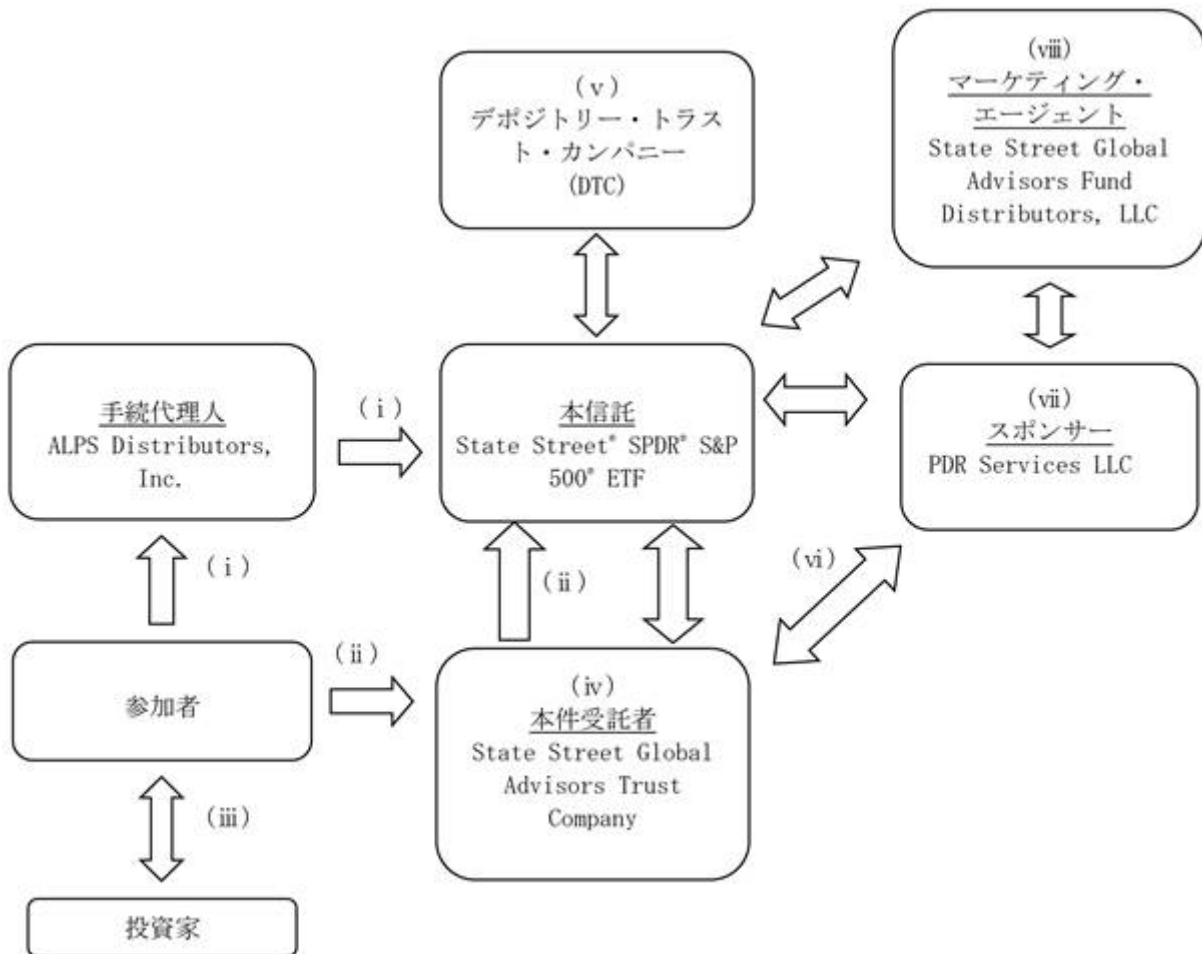 (ⅴ)
デポジトリー・トラス
ト・カンパニー
(DTC)
(ⅷ)
マーケティング・
エージェント
State Street Global
Advisors Fund
Distributors, LLC
手続代理人
ALPS Distributors,
Inc.
(ⅰ)
本信託
State Street® SPDR® S&P
500® ETF
(ⅶ)
スポンサー
PDR Services LLC
(ⅰ)
(ⅱ)
(ⅵ)
参加者
(ⅱ)
(ⅳ)
本件受託者
State Street Global
Advisors Trust
Company
(ⅲ)
投資家